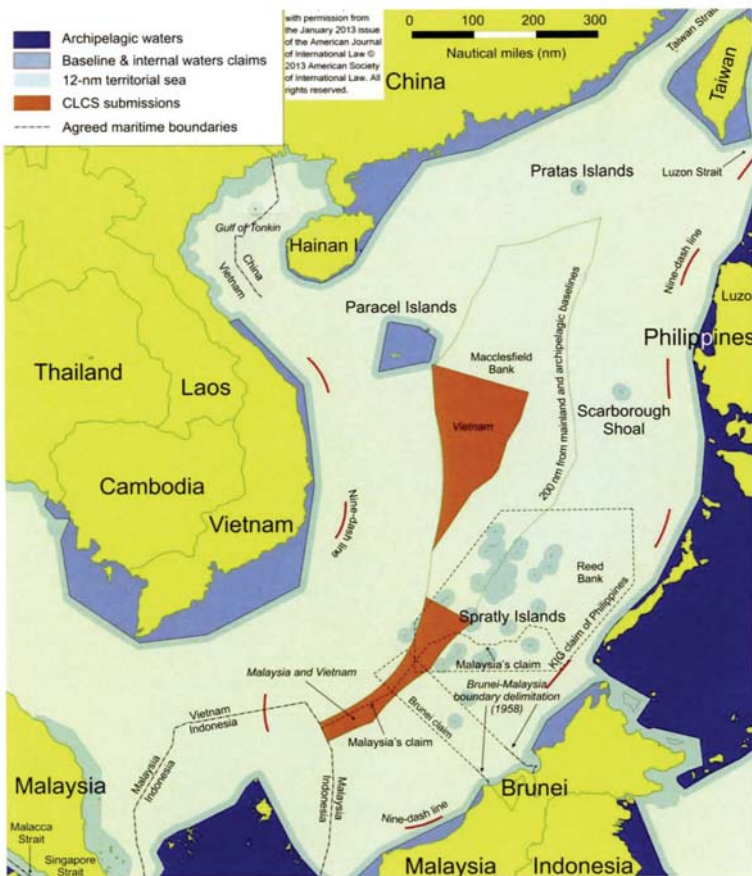 Archipelagic waters
Baseline & internal waters claims
12-nm territorial sea
CLCS submissions
Agreed maritime boundaries
with permission from
the January 2013 issue
of the American Journal
of International Law ©
2013 American Society
of International Law. All
rights reserved.
0 100 200 300
Nautical miles (nm)
China
Taiwan Strait
Taiwan
Luzon Strait
Pratas Islands
Gulf of Tonkin
Hainan I.
China
Vietnam
Nine-dash line
Luzo
Paracel Islands
Philippines
Macclesfield
Bank
200 nm from mainland and archipelagic baselines
Thailand
Laos
Scarborough
Shoal
Vietnam
Cambodia
Vietnam
Nine-dash line
Reed
Bank
Spratly Islands
KIG claim of Philippines
Malaysia's claim
Malaysia and Vietnam
Brunei-Malaysia
boundary delimitation
(1958)
Brunei claim
Vietnam
Indonesia
Malaysia's claim
Malaysia
Indonesia
Malaysia
Indonesia
Malaysia
Brunei
Nine-dash line
Malacca
Strait
Singapore
Strait
Malaysia
Indonesia